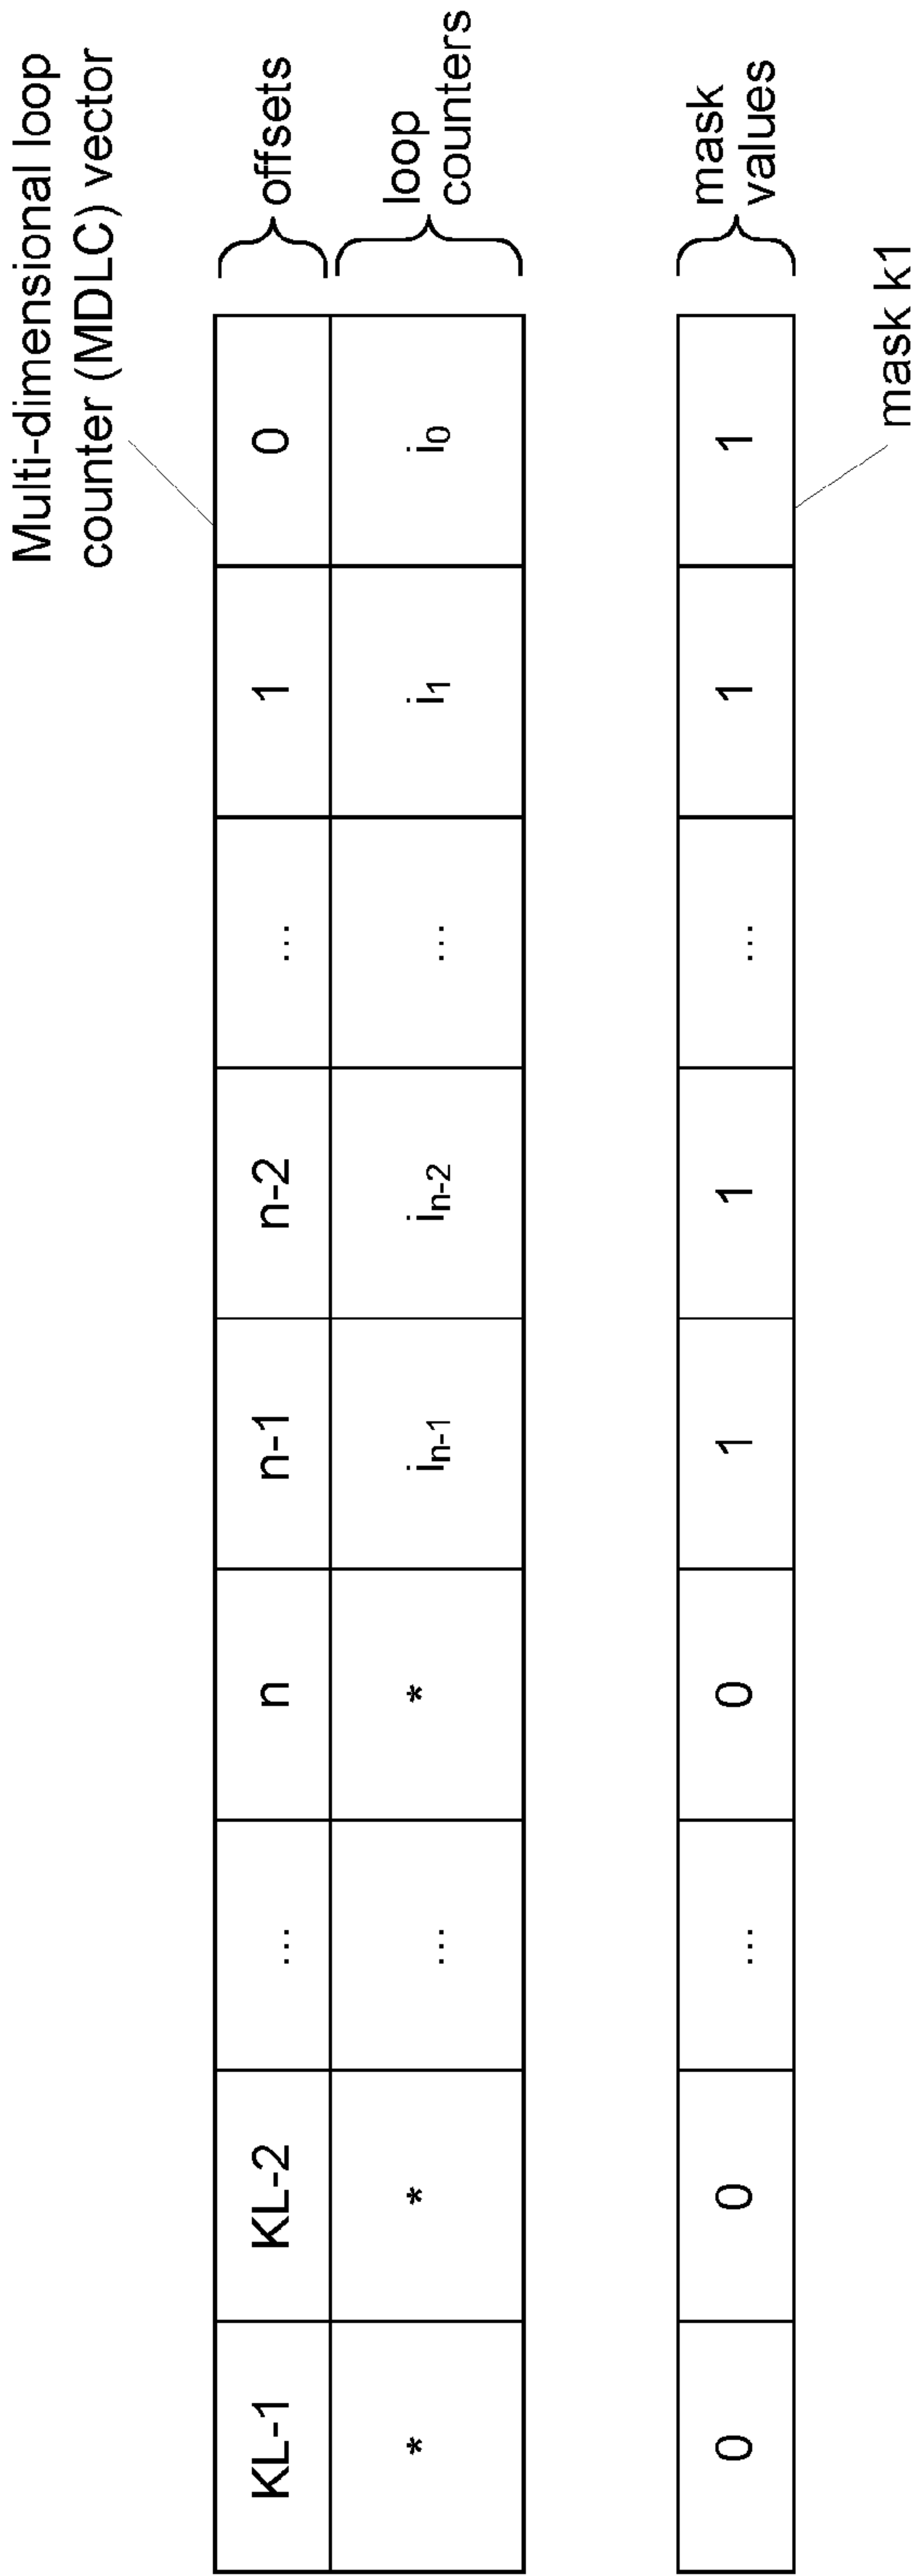 Multi-dimensional loop
counter (MDLC) vector
KL-1 KL-2 ... n n-1 n-2 ... 1 0 offsets
* * ... * iₙ₋₁ iₙ₋₂ ... i₁ i₀ loop
counters
0 0 ... 0 1 1 ... 1 1 mask
values
mask k1